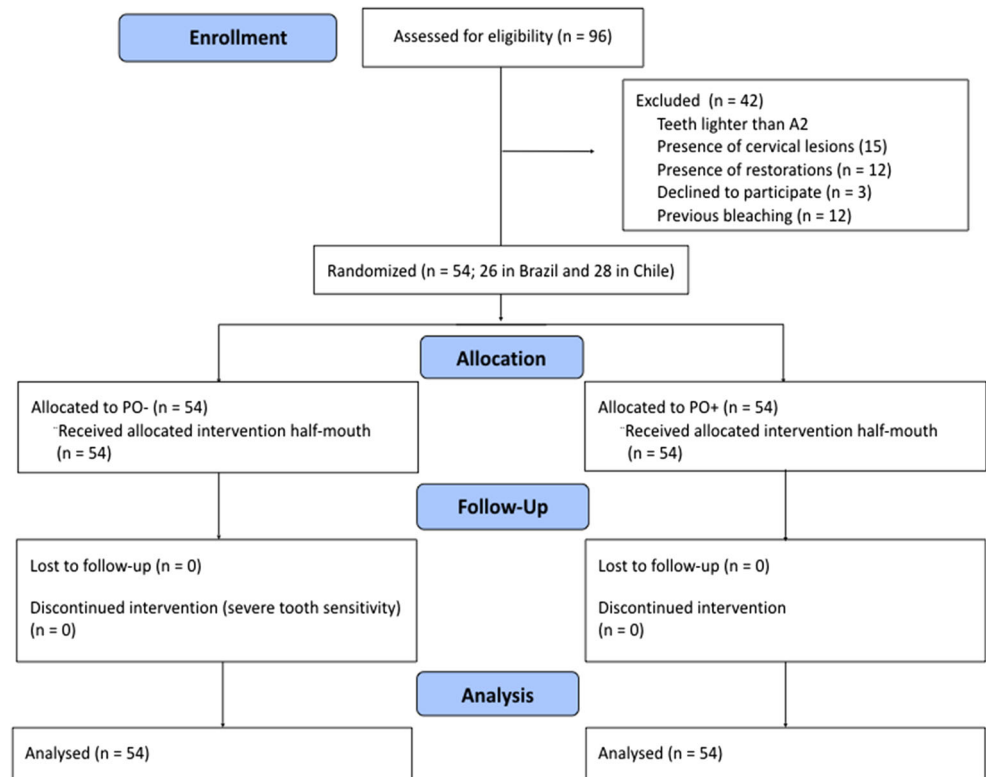 Enrollment
Assessed for eligibility (n = 96)
Excluded (n = 42)
Teeth lighter than A2
Presence of cervical lesions (15)
Presence of restorations (n = 12)
Declined to participate (n = 3)
Previous bleaching (n = 12)
Randomized (n = 54; 26 in Brazil and 28 in Chile)
Allocation
Allocated to PO- (n = 54)
¨Received allocated intervention half-mouth
(n = 54)
Allocated to PO+ (n = 54)
¨Received allocated intervention half-mouth
(n = 54)
Follow-Up
Lost to follow-up (n = 0)
Discontinued intervention (severe tooth sensitivity)
(n = 0)
Lost to follow-up (n = 0)
Discontinued intervention
(n = 0)
Analysis
Analysed (n = 54)
Analysed (n = 54)